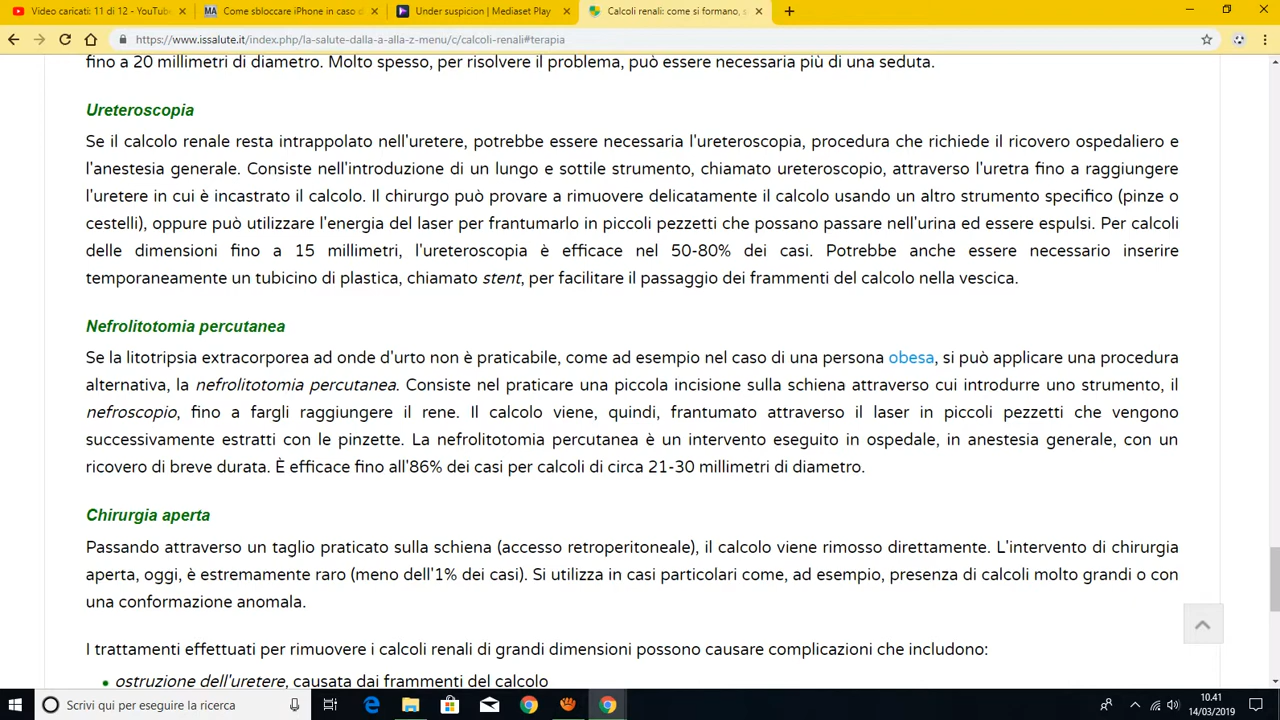 Video caricati: 11 di 12 - YouTub
Come sbloccare iPhone in caso d
Under suspicion | Mediaset Play
Calcoli renali: come si formano, s
https://www.issalute.it/index.php/la-salute-dalla-a-alla-z-menu/c/calcoli-renali#terapia
fino a 20 millimetri di diametro. Molto spesso, per risolvere il problema, può essere necessaria più di una seduta.
Ureteroscopia
Se il calcolo renale resta intrappolato nell'uretere, potrebbe essere necessaria l'ureteroscopia, procedura che richiede il ricovero ospedaliero e
l'anestesia generale. Consiste nell'introduzione di un lungo e sottile strumento, chiamato ureteroscopio, attraverso l'uretra fino a raggiungere
l'uretere in cui è incastrato il calcolo. Il chirurgo può provare a rimuovere delicatamente il calcolo usando un altro strumento specifico (pinze o
cestelli), oppure può utilizzare l'energia del laser per frantumarlo in piccoli pezzetti che possano passare nell'urina ed essere espulsi. Per calcoli
delle dimensioni fino a 15 millimetri, l'ureteroscopia è efficace nel 50-80% dei casi. Potrebbe anche essere necessario inserire
temporaneamente un tubicino di plastica, chiamato stent, per facilitare il passaggio dei frammenti del calcolo nella vescica.
Nefrolitotomia percutanea
Se la litotripsia extracorporea ad onde d'urto non è praticabile, come ad esempio nel caso di una persona obesa, si può applicare una procedura
alternativa, la nefrolitotomia percutanea. Consiste nel praticare una piccola incisione sulla schiena attraverso cui introdurre uno strumento, il
nefroscopio, fino a fargli raggiungere il rene. Il calcolo viene, quindi, frantumato attraverso il laser in piccoli pezzetti che vengono
successivamente estratti con le pinzette. La nefrolitotomia percutanea è un intervento eseguito in ospedale, in anestesia generale, con un
ricovero di breve durata. È efficace fino all'86% dei casi per calcoli di circa 21-30 millimetri di diametro.
Chirurgia aperta
Passando attraverso un taglio praticato sulla schiena (accesso retroperitoneale), il calcolo viene rimosso direttamente. L'intervento di chirurgia
aperta, oggi, è estremamente raro (meno dell'1% dei casi). Si utilizza in casi particolari come, ad esempio, presenza di calcoli molto grandi o con
una conformazione anomala.
I trattamenti effettuati per rimuovere i calcoli renali di grandi dimensioni possono causare complicazioni che includono:
• ostruzione dell'uretere, causata dai frammenti del calcolo
Scrivi qui per eseguire la ricerca
10.41
14/03/2019